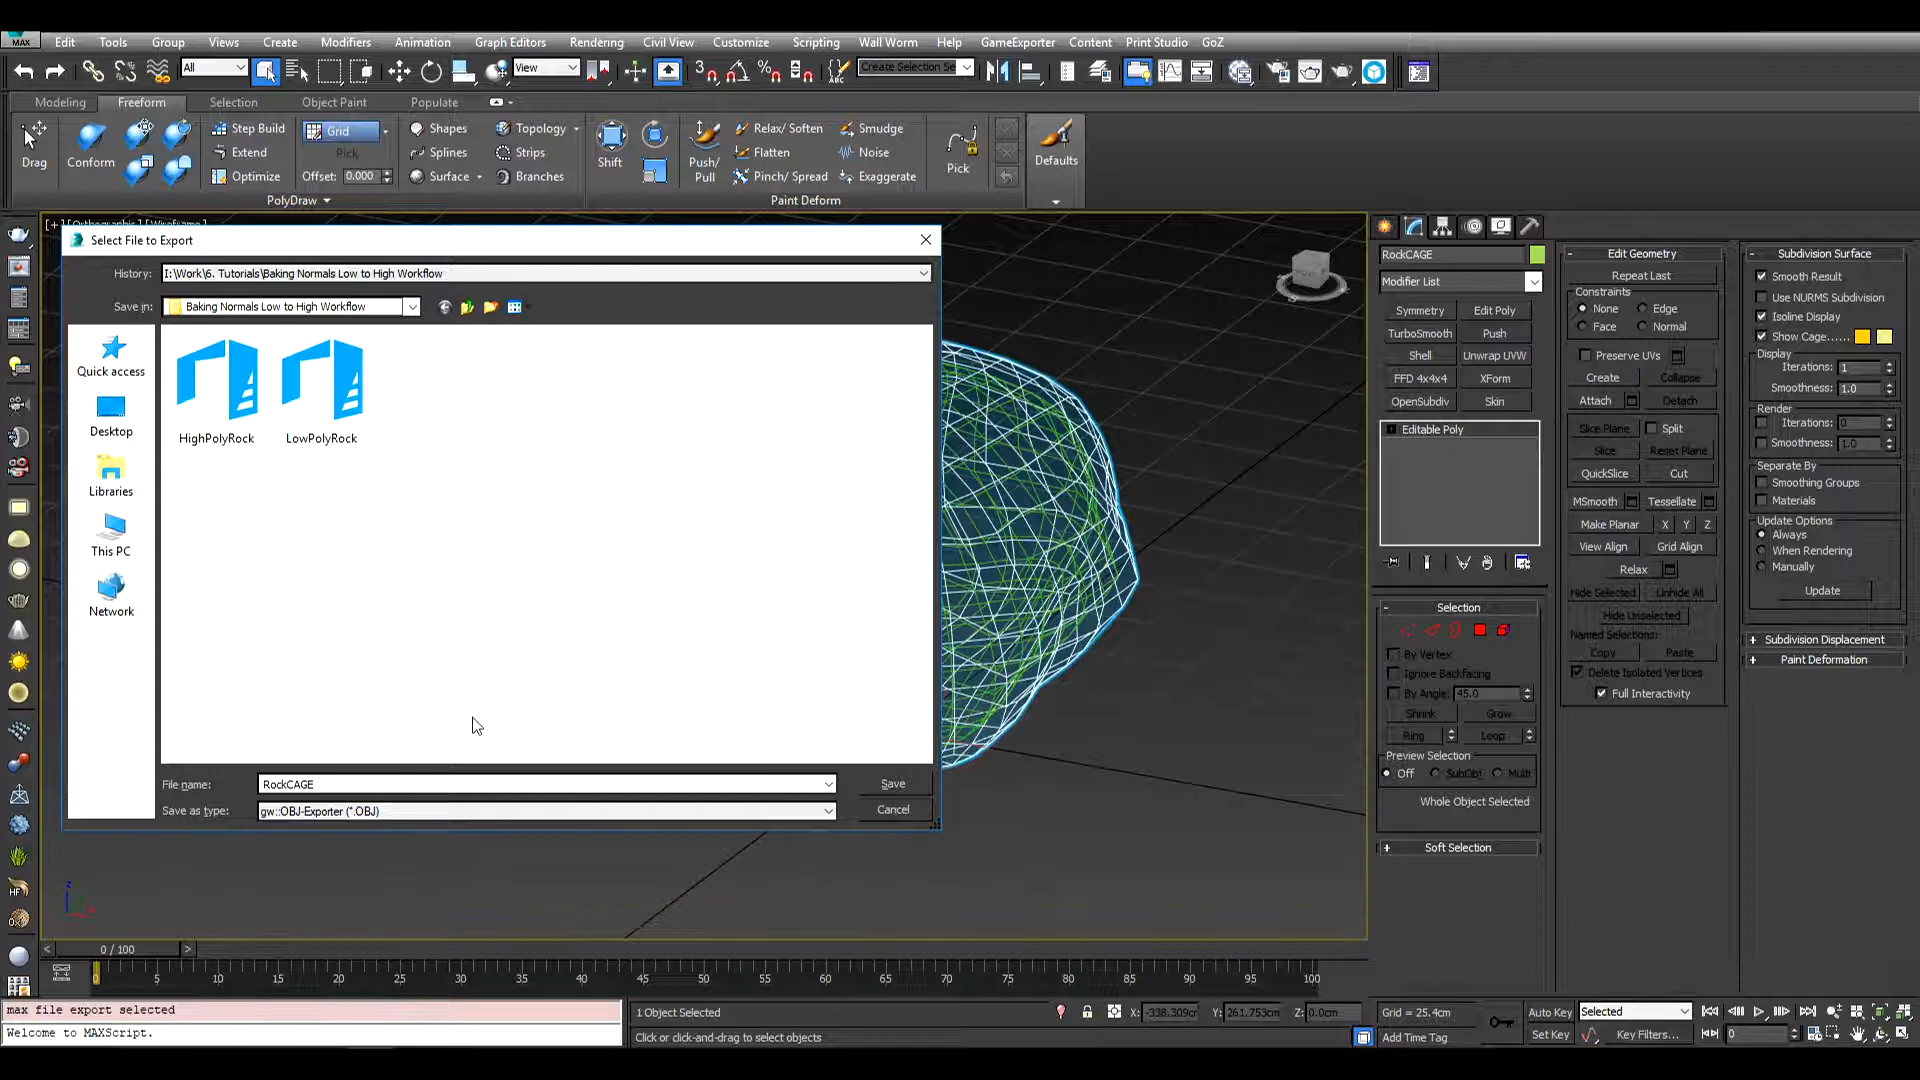 MAX Edit Tools Group Views Create Modifiers Animation Graph Editors Rendering Civil View Customize Scripting Wall Worm Help GameExporter Content Print Studio GoZ
All View Create Selection Se
Modeling Freeform Selection Object Paint Populate
Drag Conform Step Build Extend Optimize Grid Pick Offset: 0.000 Shapes Splines Surface Topology Strips Branches Shift Push/ Pull Relax/ Soften Flatten Pinch/ Spread Smudge Noise Exaggerate Pick Defaults
PolyDraw Paint Deform
Select File to Export
History: I:\Work\6. Tutorials\Baking Normals Low to High Workflow
Save in: Baking Normals Low to High Workflow
Quick access
Desktop
Libraries
This PC
Network
HighPolyRock LowPolyRock
File name: RockCAGE Save
Save as type: gw::OBJ-Exporter (*.OBJ) Cancel
RockCAGE
Modifier List
Symmetry Edit Poly
TurboSmooth Push
Shell Unwrap UVW
FFD 4x4x4 XForm
OpenSubdiv Skin
Editable Poly
- Selection
By Vertex
Ignore Backfacing
By Angle: 45.0
Shrink Grow
Ring Loop
Preview Selection
Off SubObj Multi
Whole Object Selected
+ Soft Selection
- Edit Geometry
Repeat Last
Constraints
None Edge
Face Normal
Preserve UVs
Create Collapse
Attach Detach
Slice Plane Split
Slice Reset Plane
QuickSlice Cut
MSmooth Tessellate
Make Planar X Y Z
View Align Grid Align
Relax
Hide Selected Unhide All
Hide Unselected
Named Selections:
Copy Paste
Delete Isolated Vertices
Full Interactivity
- Subdivision Surface
Smooth Result
Use NURMS Subdivision
Isoline Display
Show Cage......
Display
Iterations: 1
Smoothness: 1.0
Render
Iterations: 0
Smoothness: 1.0
Separate By
Smoothing Groups
Materials
Update Options
Always
When Rendering
Manually
Update
+ Subdivision Displacement
+ Paint Deformation
< 0 / 100 >
0 5 10 15 20 25 30 35 40 45 50 55 60 65 70 75 80 85 90 95 100
max file export selected
Welcome to MAXScript.
1 Object Selected X: -338.309cm Y: 261.753cm Z: 0.0cm Grid = 25.4cm Auto Key Selected
Click or click-and-drag to select objects Add Time Tag Set Key Key Filters... 0